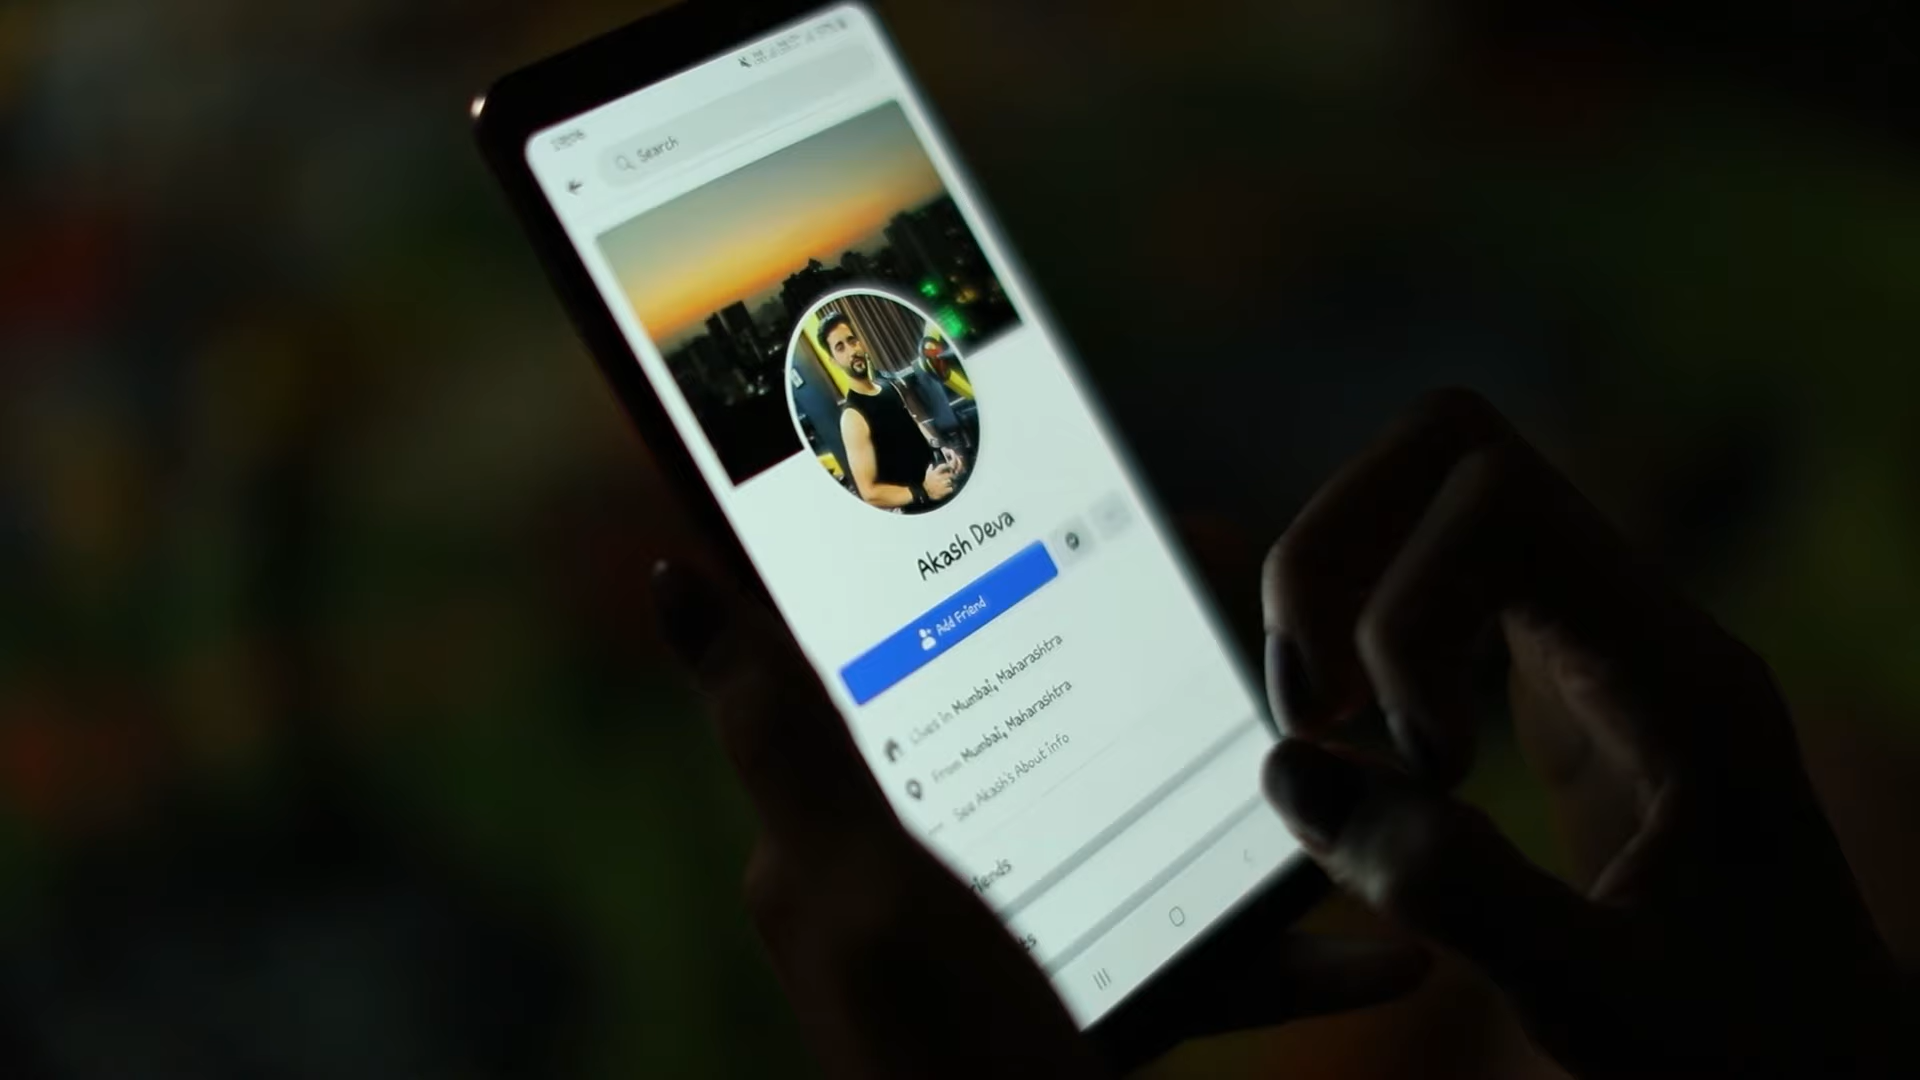 Search
Akash Deva
Add Friend
Lives in Mumbai, Maharashtra
From Mumbai, Maharashtra
See Akash's About info